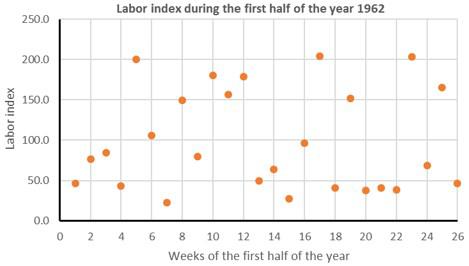 Labor index during the first half of the year 1962
250.0
200.0
150.0
100.0
50.0
0.0
Labor index
0 2 4 6 8 10 12 14 16 18 20 22 24 26
Weeks of the first half of the year